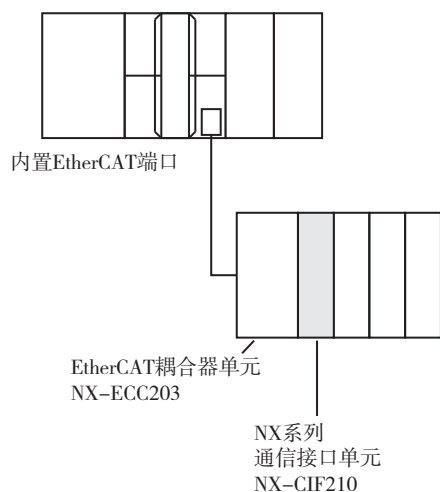 内置EtherCAT端口
EtherCAT耦合器单元
NX–ECC203
NX系列
通信接口单元
NX–CIF210